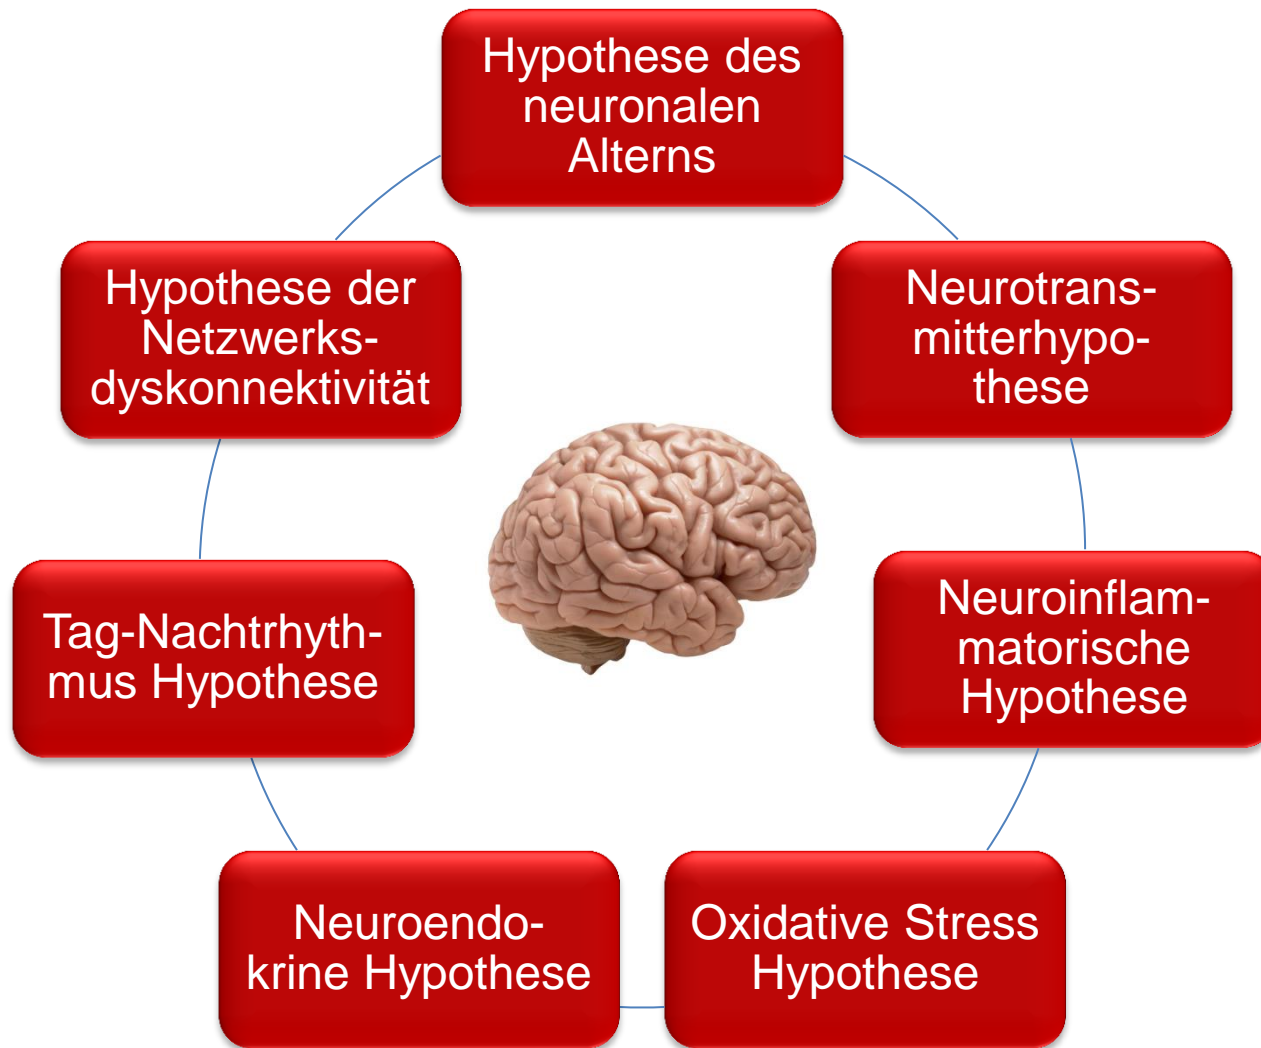 Hypothese des
neuronalen
Alterns
Hypothese der
Netzwerks-
dyskonnektivität
Neurotrans-
mitterhypo-
these
Tag-Nachtrhyth-
mus Hypothese
Neuroinflam-
matorische
Hypothese
Neuroendo-
krine Hypothese
Oxidative Stress
Hypothese